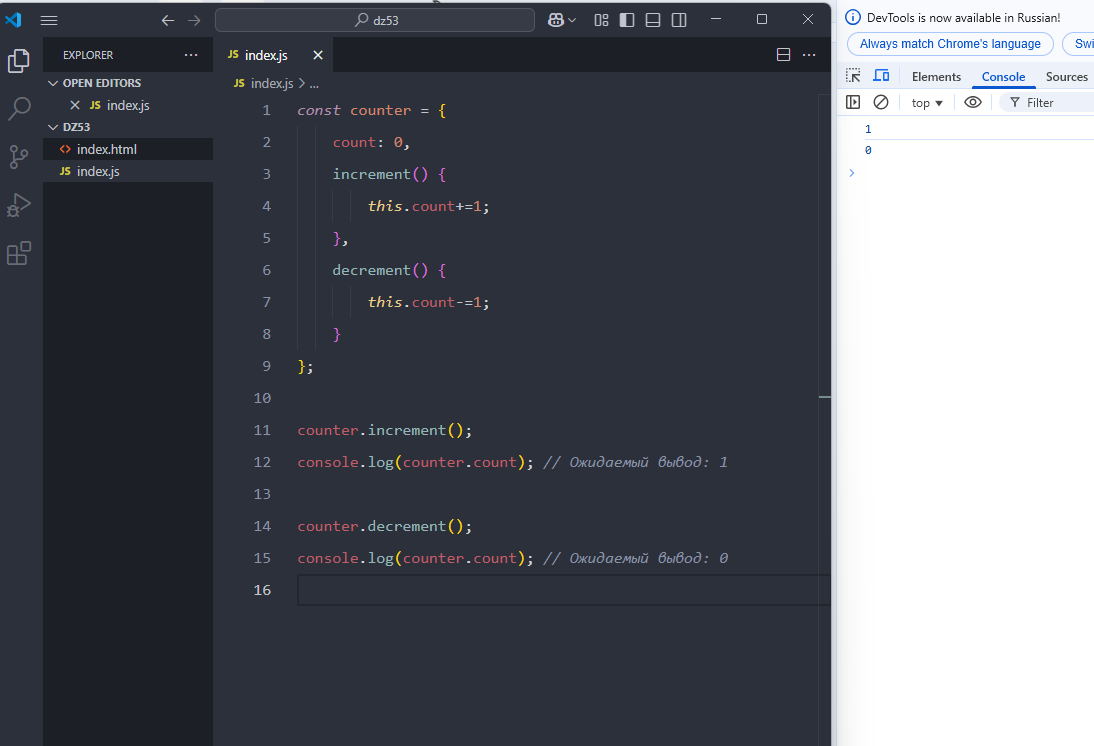 dz53
EXPLORER
OPEN EDITORS
JS index.js
DZ53
<> index.html
JS index.js
JS index.js
JS index.js > ...
1 const counter = {
2 count: 0,
3 increment() {
4 this.count+=1;
5 },
6 decrement() {
7 this.count-=1;
8 }
9 };
10
11 counter.increment();
12 console.log(counter.count); // Ожидаемый вывод: 1
13
14 counter.decrement();
15 console.log(counter.count); // Ожидаемый вывод: 0
16
DevTools is now available in Russian!
Always match Chrome's language
Swi
Elements Console Sources
top Filter
1
0